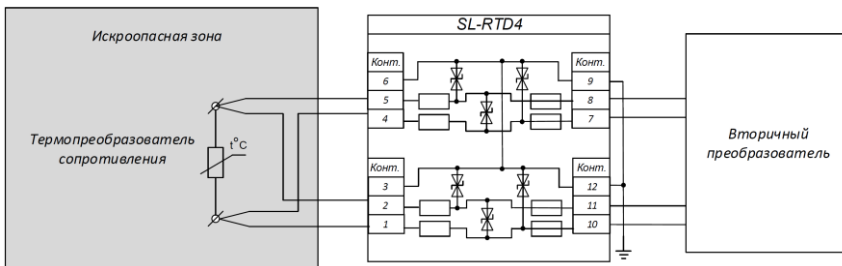 SL-RTD4
Искроопасная зона
Конт.
6
5
4
Конт.
9
8
7
t°C
Термопреобразователь
сопротивления
Вторичный
преобразователь
Конт.
3
2
1
Конт.
12
11
10